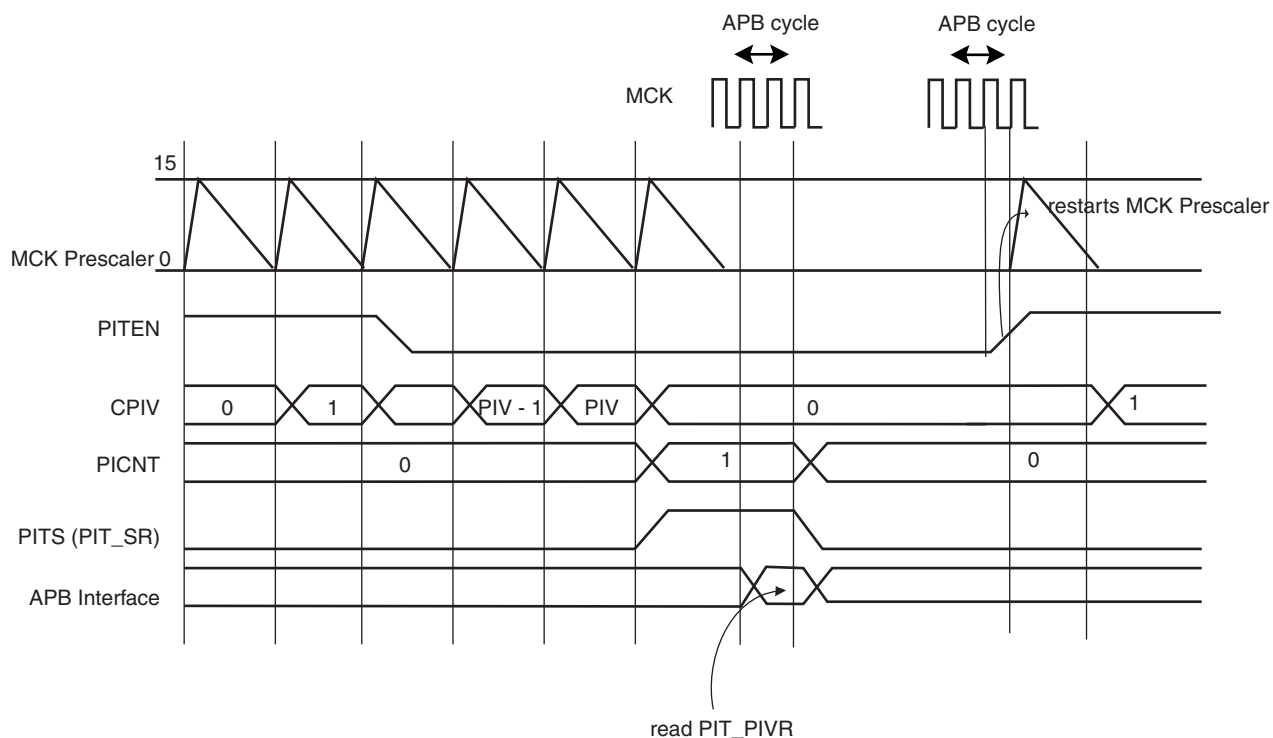 APB cycle APB cycle
MCK
15
restarts MCK Prescaler
MCK Prescaler 0
PITEN
CPIV 0 1 PIV - 1 PIV 0 1
PICNT 0 1 0
PITS (PIT_SR)
APB Interface
read PIT_PIVR